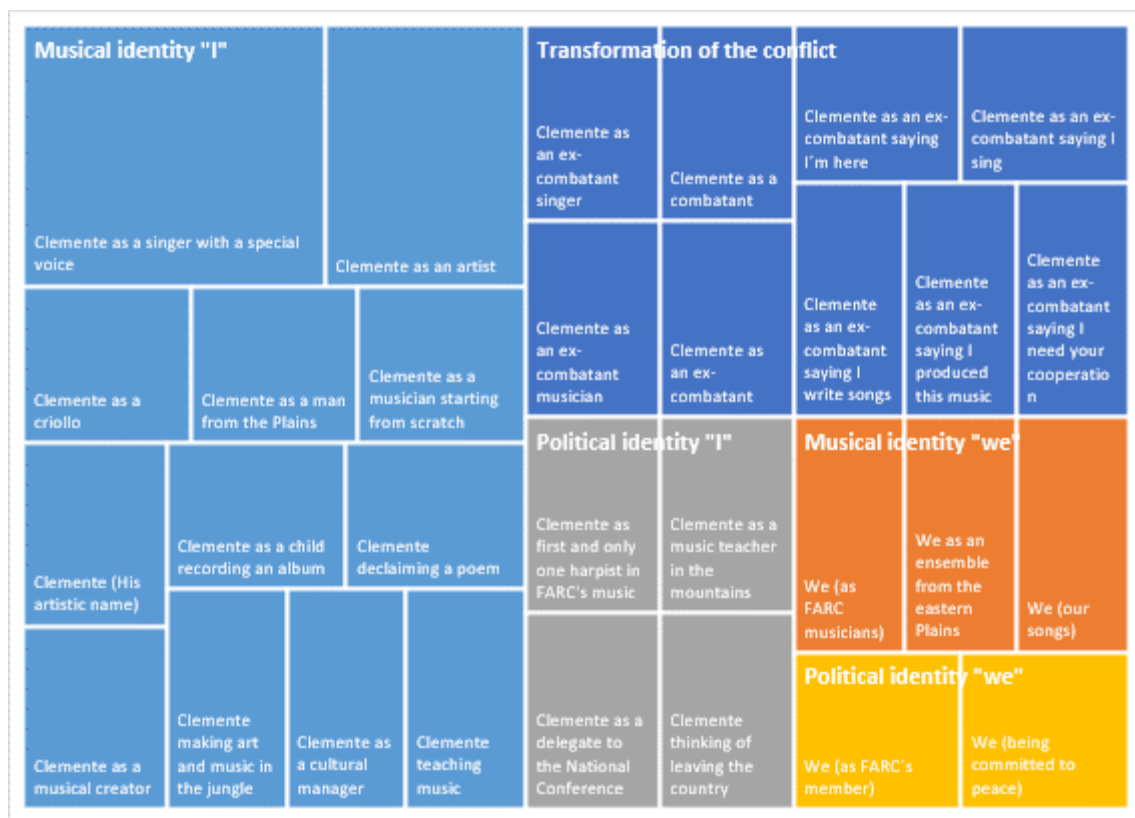 Musical identity "I"
Clemente as a singer with a special
voice
Clemente as an artist
Clemente as a
criollo
Clemente as a man
from the Plains
Clemente as a
musician starting
from scratch
Clemente (His
artistic name)
Clemente as a child
recording an album
Clemente
declaiming a poem
Clemente as a
musical creator
Clemente
making art
and music in
the jungle
Clemente as
a cultural
manager
Clemente
teaching
music
Transformation of the conflict
Clemente as
an ex-
combatant
singer
Clemente as a
combatant
Clemente as an ex-
combatant saying
I´m here
Clemente as an ex-
combatant saying I
sing
Clemente as
an ex-
combatant
musician
Clemente as
an ex-
combatant
Clemente
as an ex-
combatant
saying I
write songs
Clemente
as an ex-
combatant
saying I
produced
this music
Clemente
as an ex-
combatant
saying I
need your
cooperatio
n
Political identity "I"
Clemente as
first and only
one harpist in
FARC's music
Clemente as a
music teacher
in the
mountains
Clemente as a
delegate to
the National
Conference
Clemente
thinking of
leaving the
country
Musical identity "we"
We (as
FARC
musicians)
We as an
ensemble
from the
eastern
Plains
We (our
songs)
Political identity "we"
We (as FARC's
member)
We (being
committed to
peace)